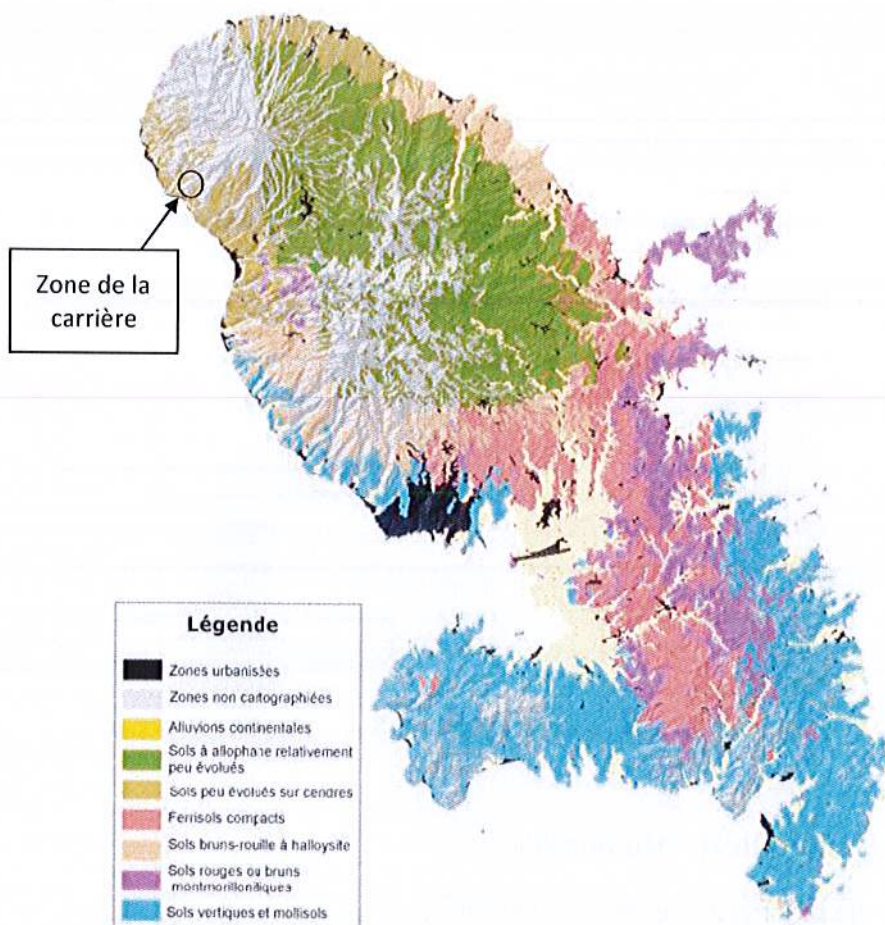 Zone de la
carrière
Légende
Zones urbanisées
Zones non cartographiées
Alluvions continentales
Sols à allophane relativement
peu évolués
Sols peu évolués sur cendres
Ferrisols compacts
Sols bruns-rouille à halloysite
Sols rouges ou bruns
montmorillonitiques
Sols vertiques et mollisols